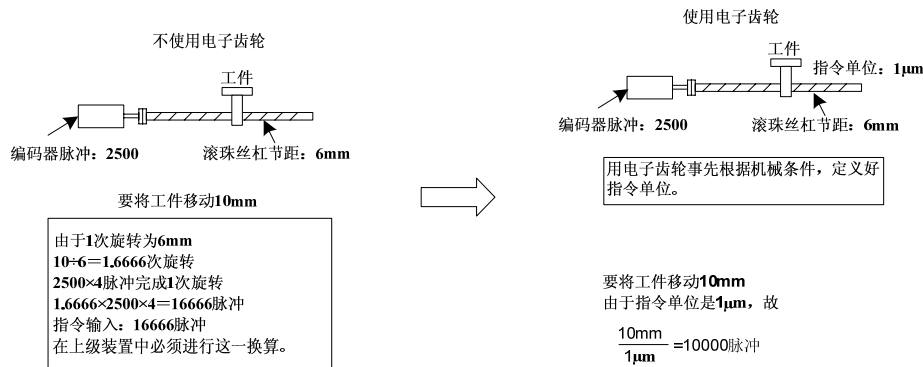 不使用电子齿轮
工件
编码器脉冲：2500
滚珠丝杠节距：6mm
要将工件移动10mm
由于1次旋转为6mm
10÷6＝1.6666次旋转
2500×4脉冲完成1次旋转
1.6666×2500×4＝16666脉冲
指令输入：16666脉冲
在上级装置中必须进行这一换算。
使用电子齿轮
工件
指令单位：1μm
编码器脉冲：2500
滚珠丝杠节距：6mm
用电子齿轮事先根据机械条件，定义好
指令单位。
要将工件移动10mm
由于指令单位是1μm，故
10mm
1μm
=10000脉冲